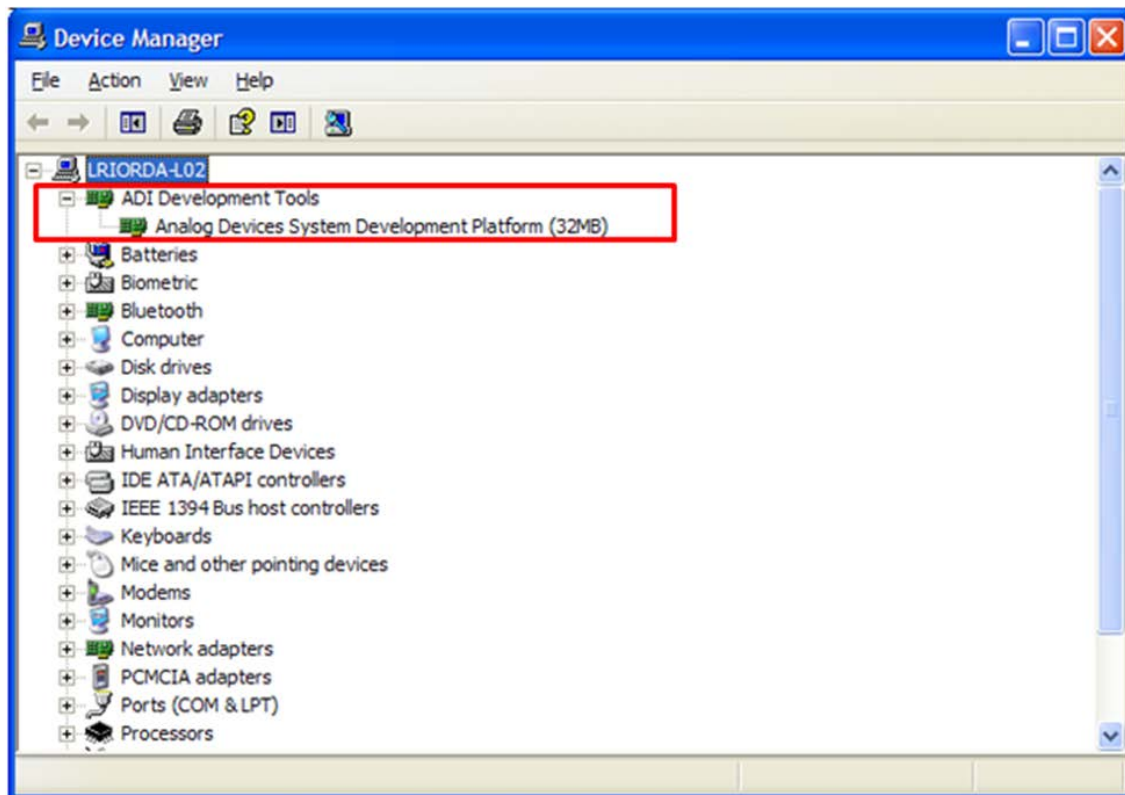 Device Manager
File Action View Help
LRIORDA-L02
ADI Development Tools
Analog Devices System Development Platform (32MB)
Batteries
Biometric
Bluetooth
Computer
Disk drives
Display adapters
DVD/CD-ROM drives
Human Interface Devices
IDE ATA/ATAPI controllers
IEEE 1394 Bus host controllers
Keyboards
Mice and other pointing devices
Modems
Monitors
Network adapters
PCMCIA adapters
Ports (COM & LPT)
Processors